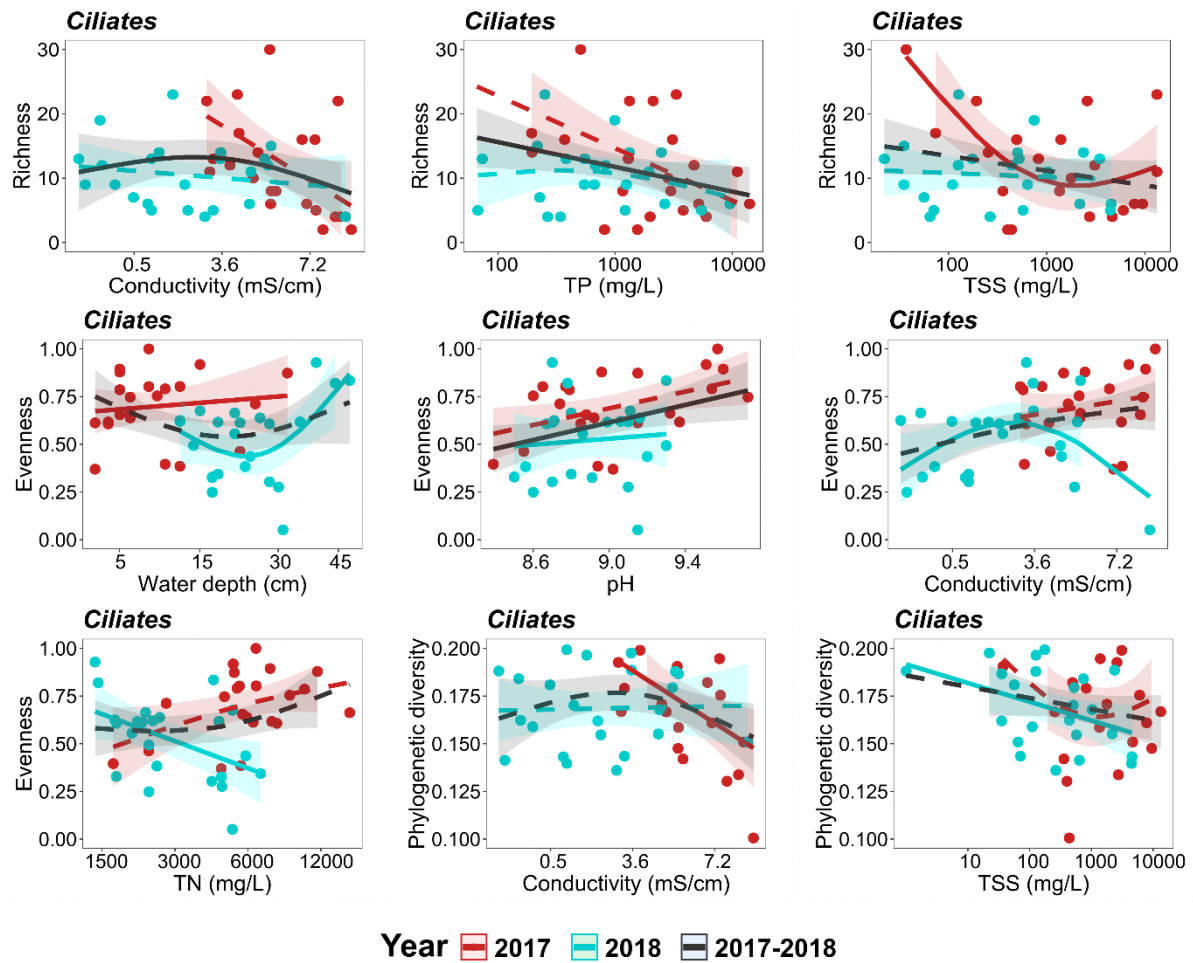 Ciliates
Richness
30
20
10
0
0.5 3.6 7.2
Conductivity (mS/cm)
Ciliates
Richness
30
20
10
0
100 1000 10000
TP (mg/L)
Ciliates
Richness
30
20
10
0
100 1000 10000
TSS (mg/L)
Ciliates
Evenness
1.00
0.75
0.50
0.25
0.00
5 15 30 45
Water depth (cm)
Ciliates
Evenness
1.00
0.75
0.50
0.25
0.00
8.6 9.0 9.4
pH
Ciliates
Evenness
1.00
0.75
0.50
0.25
0.00
0.5 3.6 7.2
Conductivity (mS/cm)
Ciliates
Evenness
1.00
0.75
0.50
0.25
0.00
1500 3000 6000 12000
TN (mg/L)
Ciliates
Phylogenetic diversity
0.200
0.175
0.150
0.125
0.100
0.5 3.6 7.2
Conductivity (mS/cm)
Ciliates
Phylogenetic diversity
0.200
0.175
0.150
0.125
0.100
10 100 1000 10000
TSS (mg/L)
Year 2017 2018 2017-2018